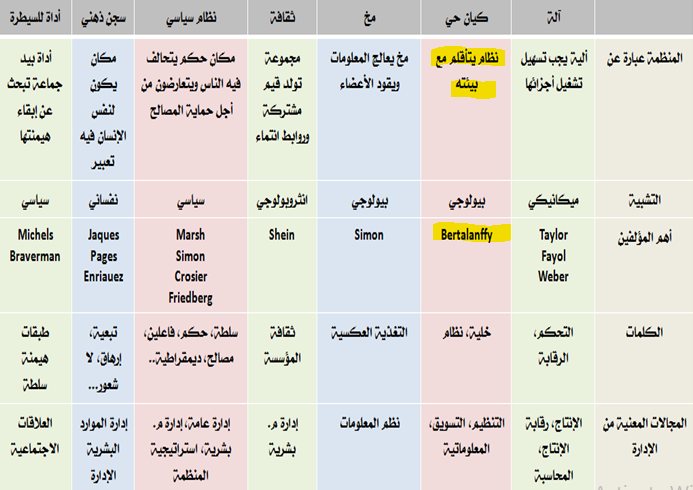 آلة
كيان حي
مخ
ثقافة
نظام سياسي
سجن ذهني
أداة للسيطرة
المنظمة عبارة عن
ألية يجب تسهيل
تشغيل أجزائها
نظام يتأقلم مع
بيئته
مخ يعالج المعلومات
ويقود الأعضاء
مجموعة
تولد قيم
مشتركة
وروابط انتماء
مكان حكم يتحالف
فيه الناس ويتعارضون من
أجل حماية المصالح
مكان
يكون
لنفس
الإنسان فيه
تعبير
أداة بيد
جماعة تبحث
عن إبقاء
هيمنتها
التشبية
ميكانيكي
بيولوجي
بيولوجي
انثروبولوجي
سياسي
نفساني
سياسي
أهم المؤلفين
Taylor
Fayol
Weber
Bertalanffy
Simon
Shein
Marsh
Simon
Crosier
Friedberg
Jaques
Pages
Enriauez
Michels
Braverman
الكلمات
التحكم،
الرقابة
خلية، نظام
التغذية العكسية
ثقافة
المؤسسة
سلطة، حكم، فاعلين،
مصالح، ديمقراطية..
تبعية،
إرهاق، لا
شعور...
طبقات
هيمنة
سلطة
المجالات المعنية من
الإدارة
الإنتاج، رقابة
الإنتاج،
المحاسبة
التنظيم، التسويق،
المعلوماتية
نظم المعلومات
إدارة م.
بشرية
إدارة عامة، إدارة م.
بشرية، استراتيجية
المنظمة
إدارة الموارد
البشرية
الإدارة
العلاقات
الاجتماعية